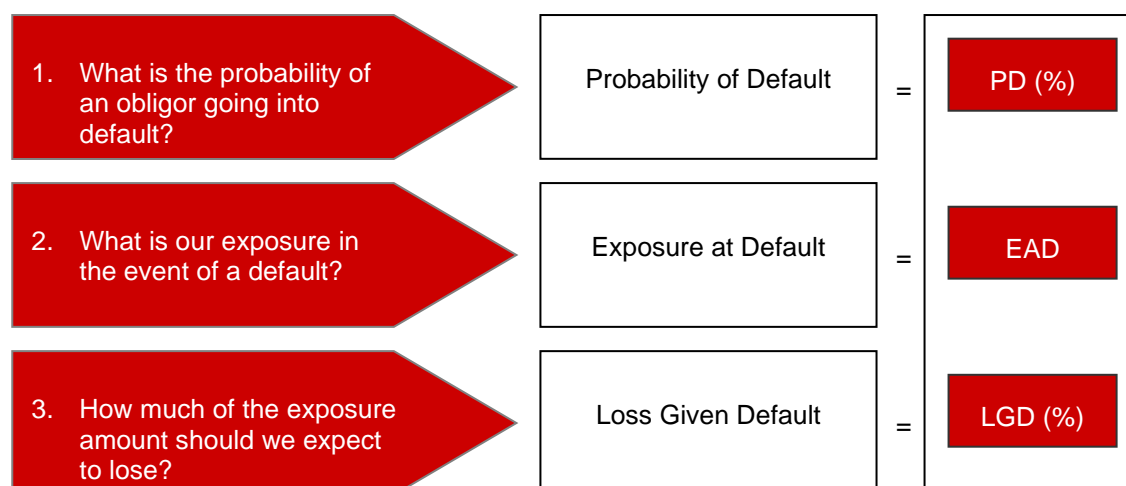 1. What is the probability of
an obligor going into
default?
Probability of Default
=
PD (%)
2. What is our exposure in
the event of a default?
Exposure at Default
=
EAD
3. How much of the exposure
amount should we expect
to lose?
Loss Given Default
=
LGD (%)